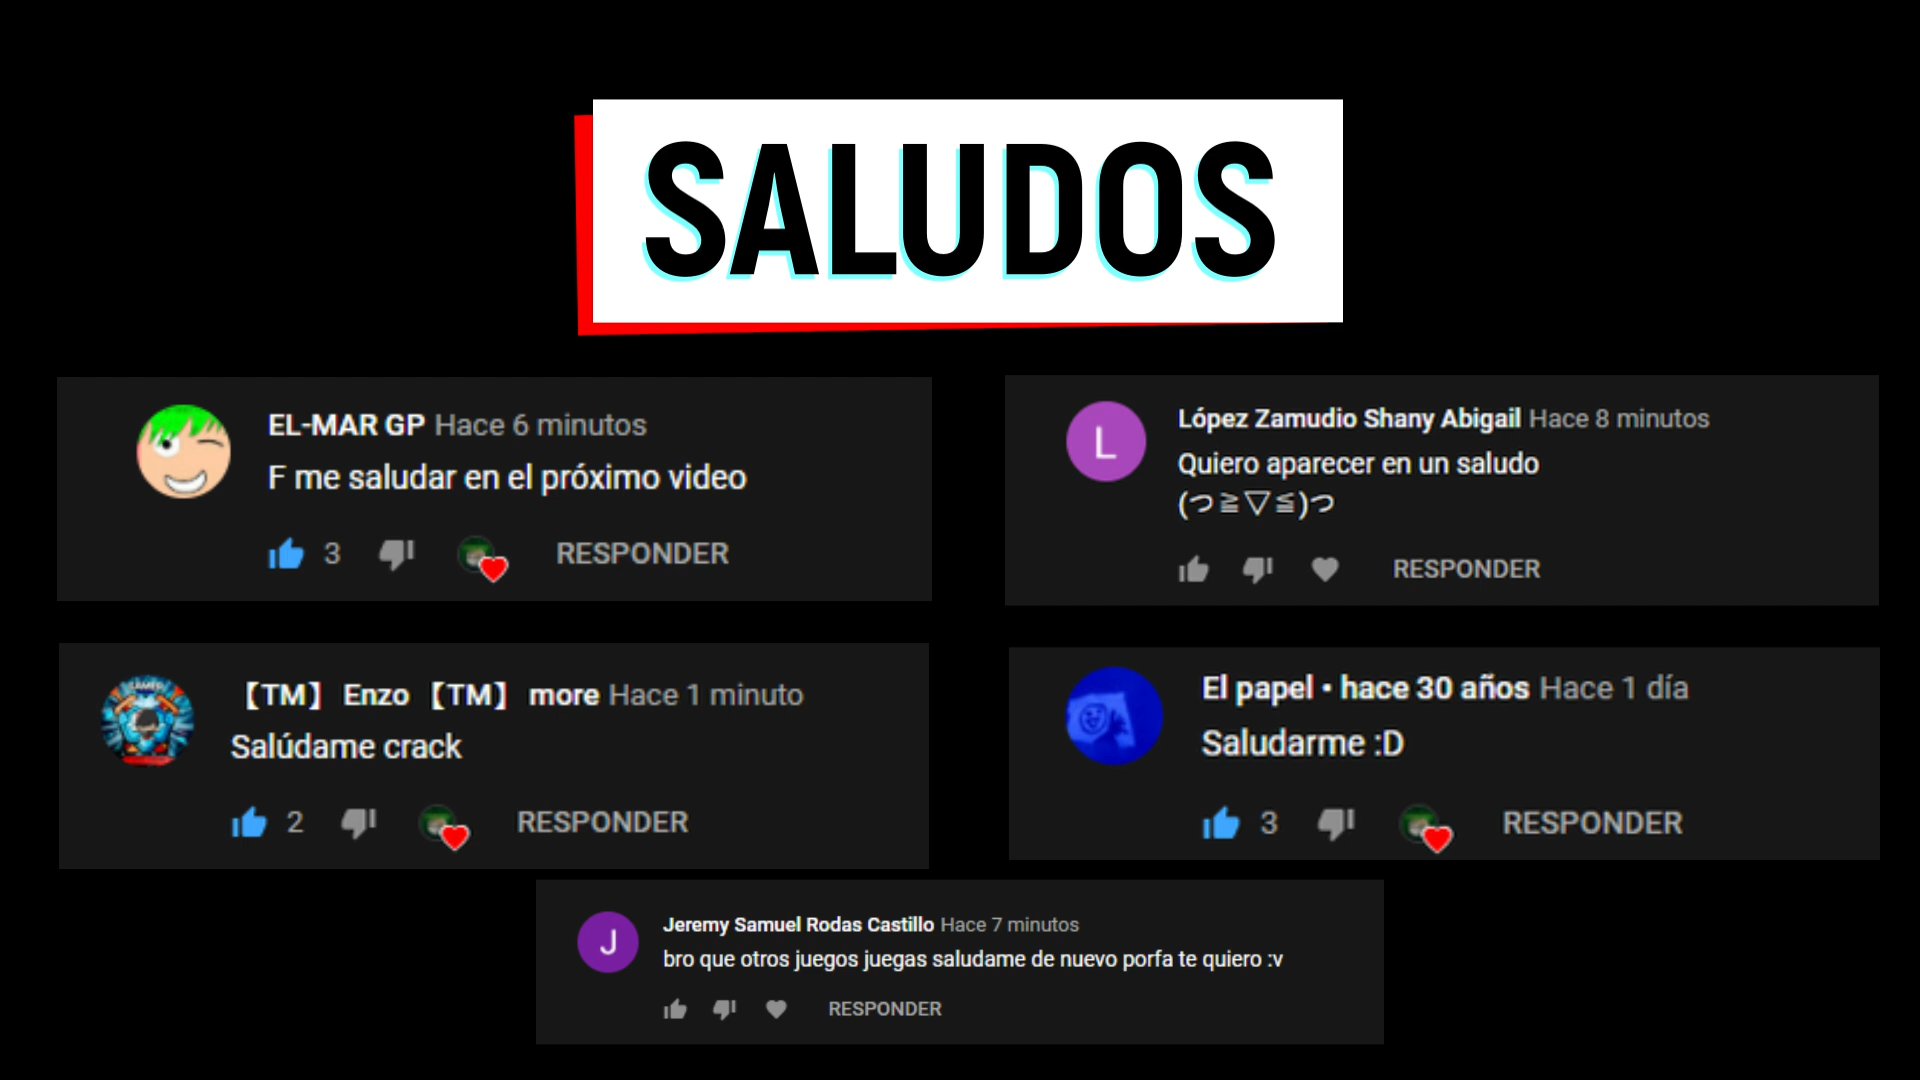 SALUDOS
EL-MAR GP Hace 6 minutos
F me saludar en el próximo video
3 RESPONDER
L
López Zamudio Shany Abigail Hace 8 minutos
Quiero aparecer en un saludo
(つ≧▽≦)つ
RESPONDER
【TM】 Enzo 【TM】 more Hace 1 minuto
Salúdame crack
2 RESPONDER
El papel • hace 30 años Hace 1 día
Saludarme :D
3 RESPONDER
J
Jeremy Samuel Rodas Castillo Hace 7 minutos
bro que otros juegos juegas saludame de nuevo porfa te quiero :v
RESPONDER